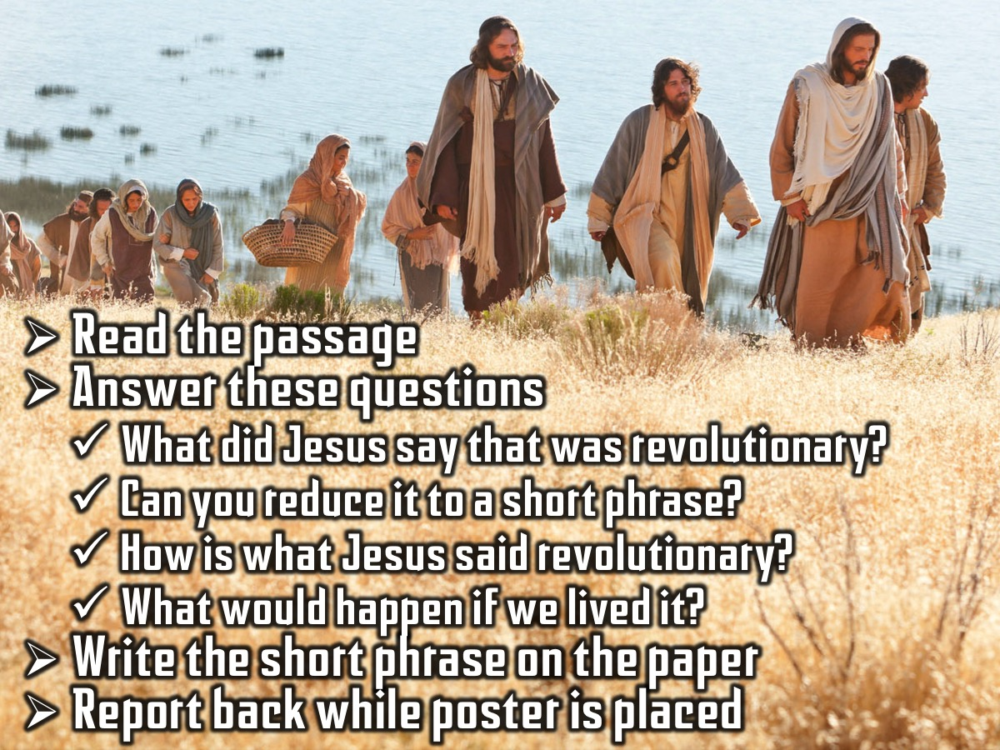 ➢ Read the passage
➢ Answer these questions
✓ What did Jesus say that was revolutionary?
✓ Can you reduce it to a short phrase?
✓ How is what Jesus said revolutionary?
✓ What would happen if we lived it?
➢ Write the short phrase on the paper
➢ Report back while poster is placed